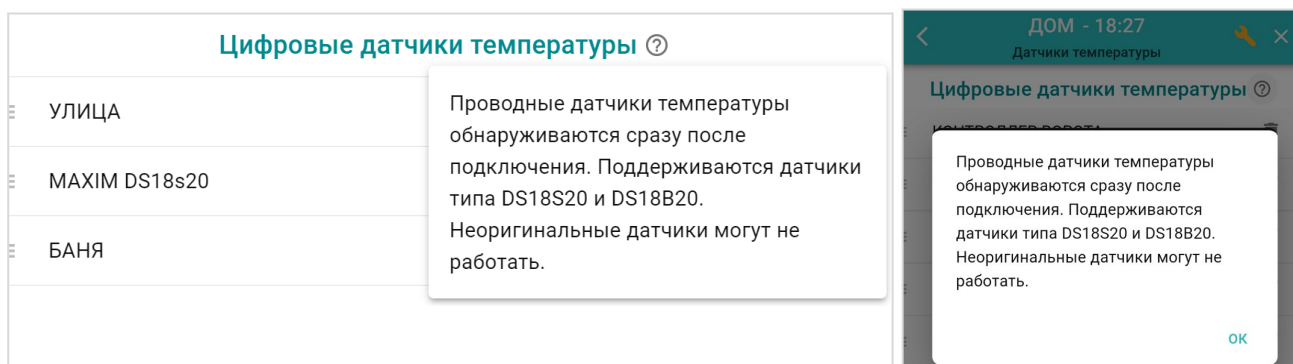 Цифровые датчики температуры
УЛИЦА
MAXIM DS18s20
БАНЯ
Проводные датчики температуры
обнаруживаются сразу после
подключения. Поддерживаются датчики
типа DS18S20 и DS18B20.
Неоригинальные датчики могут не
работать.
ДОМ - 18:27
Датчики температуры
Цифровые датчики температуры
Проводные датчики температуры
обнаруживаются сразу после
подключения. Поддерживаются
датчики типа DS18S20 и DS18B20.
Неоригинальные датчики могут не
работать.
ОК